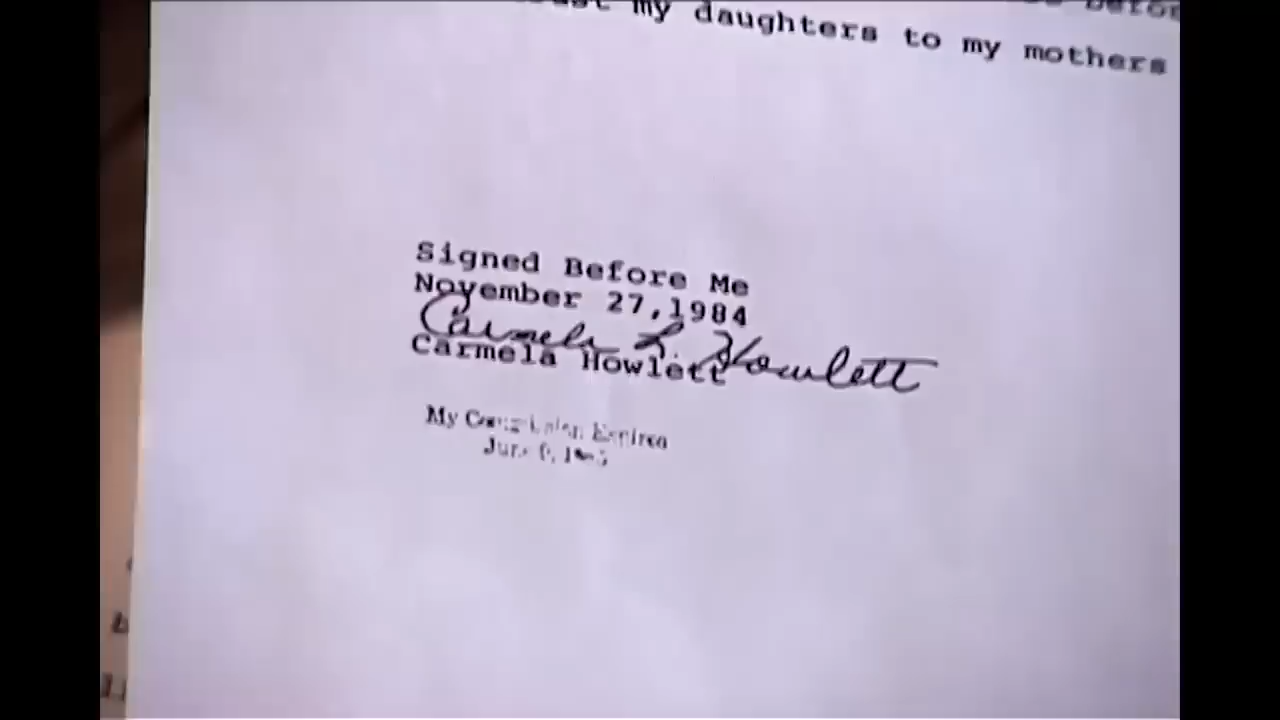 my daughters to my mothers
Signed Before Me
November 27,1984
Carmela L. Howlett
Carmela Howlett
My Commission Expires